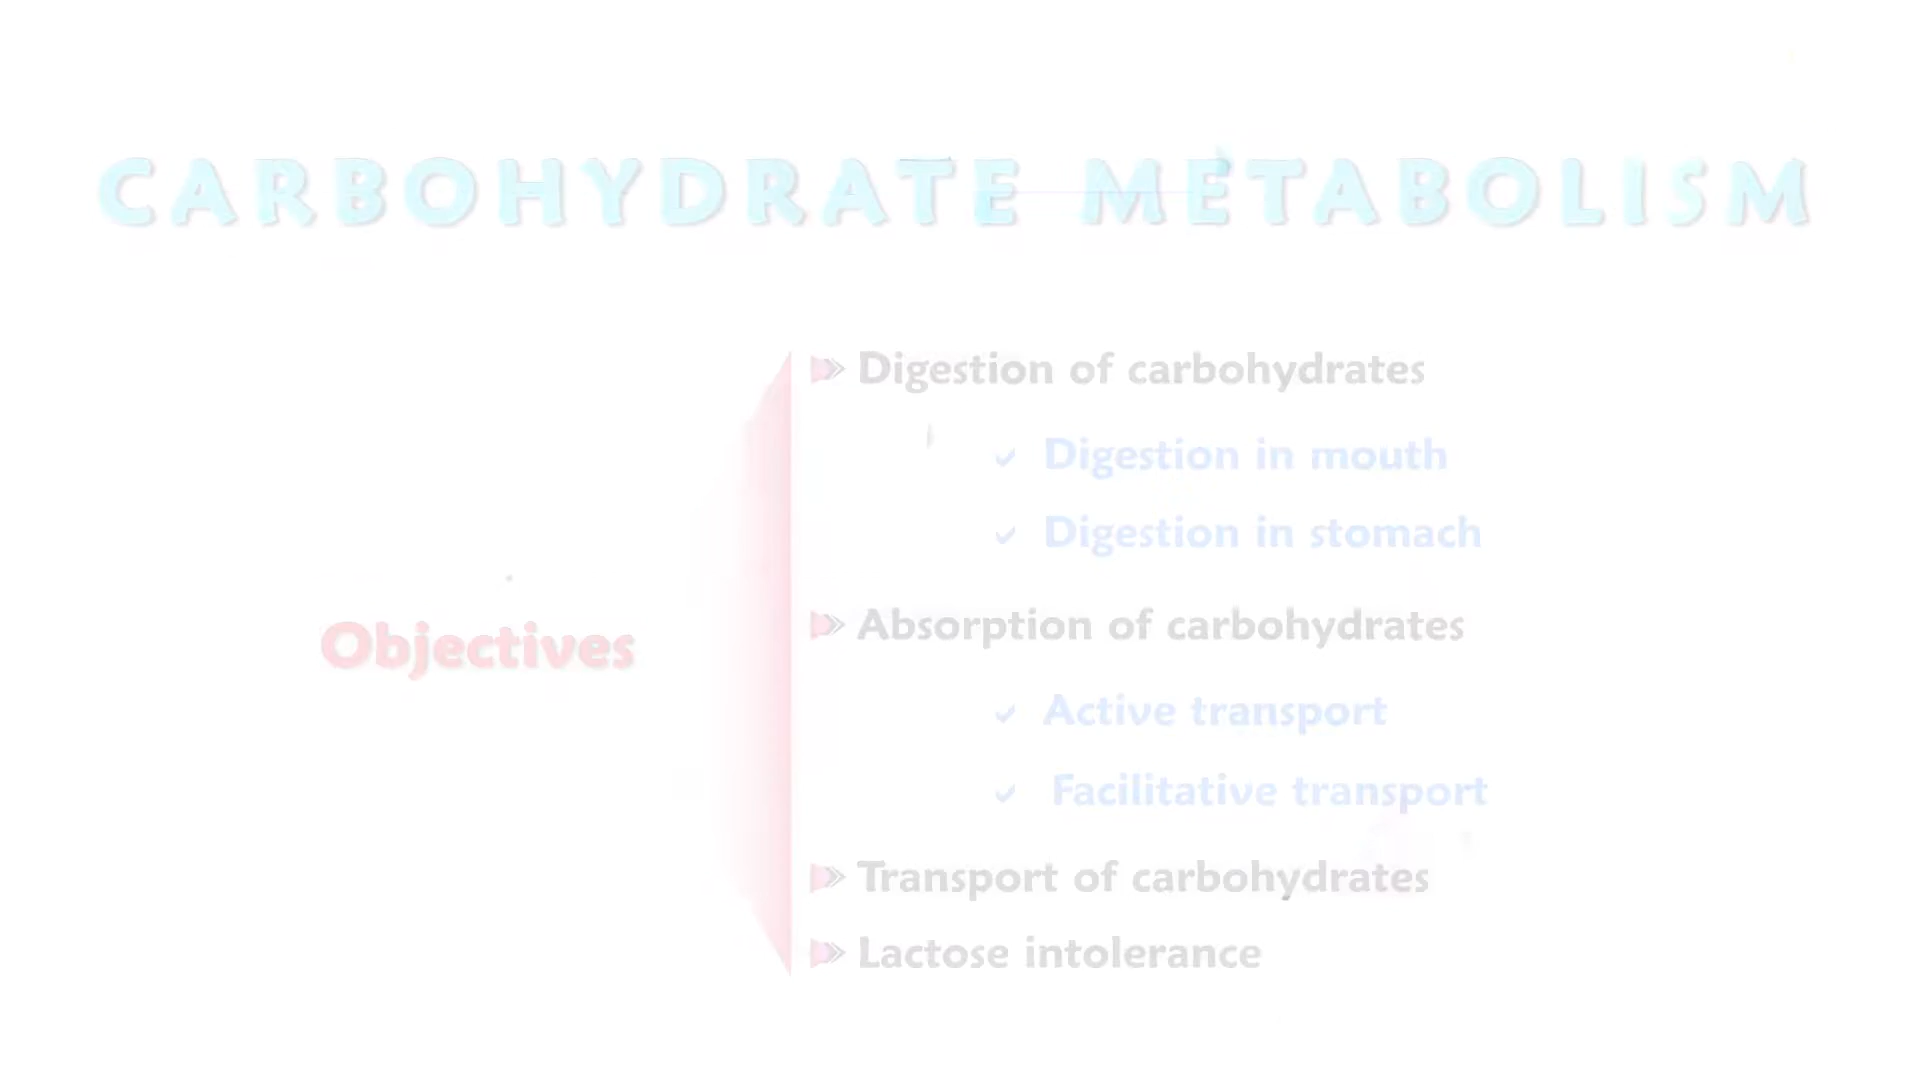 CARBOHYDRATE METABOLISM
Objectives
Digestion of carbohydrates
Digestion in mouth
Digestion in stomach
Absorption of carbohydrates
Active transport
Facilitative transport
Transport of carbohydrates
Lactose intolerance